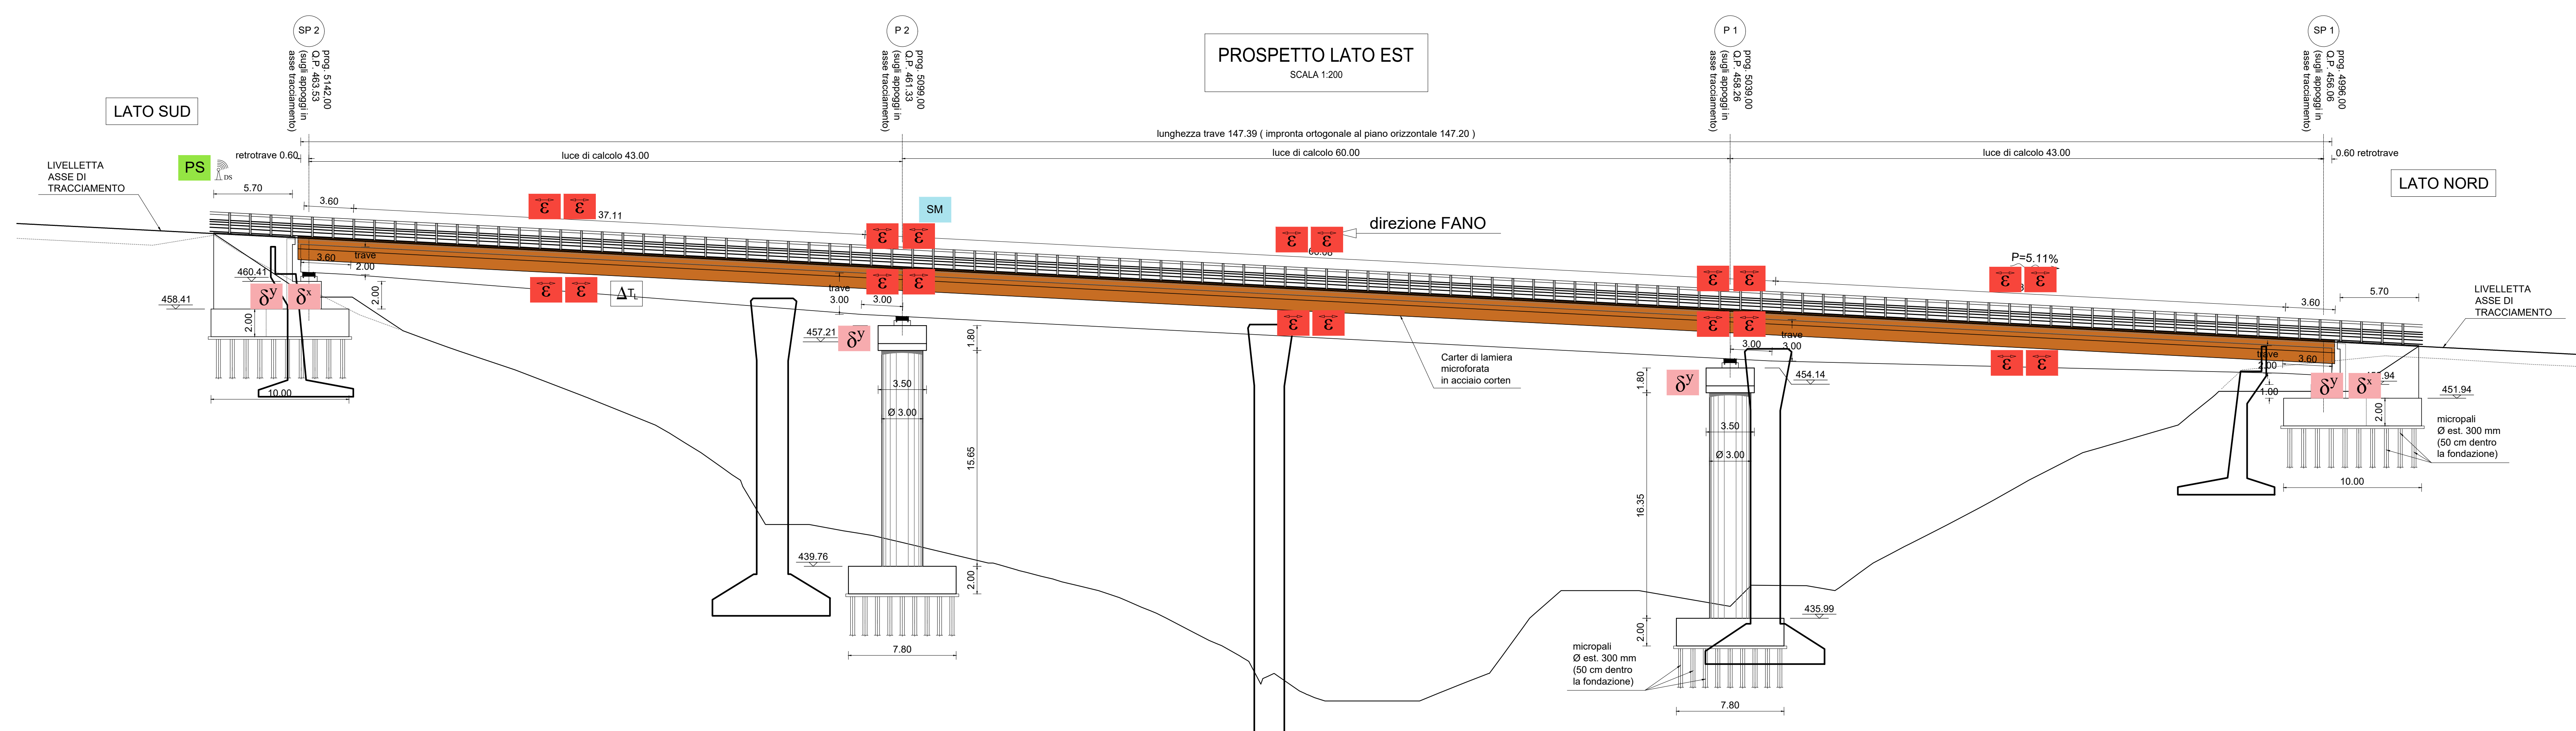 SP 2
P 2
P 1
SP 1
prog. 5142,00
Q.P. 463.53
(sugli appoggi in
asse tracciamento)
prog. 5099,00
Q.P. 461.33
(sugli appoggi in
asse tracciamento)
PROSPETTO LATO EST
SCALA 1:200
prog. 5039,00
Q.P. 458.26
(sugli appoggi in
asse tracciamento)
prog. 4996,00
Q.P. 456.06
(sugli appoggi in
asse tracciamento)
LATO SUD
lunghezza trave 147.39 ( impronta ortogonale al piano orizzontale 147.20 )
retrotrave 0.60
luce di calcolo 43.00
luce di calcolo 60.00
luce di calcolo 43.00
0.60 retrotrave
LIVELLETTA
ASSE DI
TRACCIAMENTO
PS
DS
5.70
LATO NORD
3.60
ε ε
37.11
SM
ε ε
ε ε
direzione FANO
P=5.11%
ε ε
ε ε
3.60
5.70
LIVELLETTA
ASSE DI
TRACCIAMENTO
trave
2.00
3.60
460.41
458.41
δy δx
2.00
2.00
10.00
ε ε
ΔTL
ε ε
trave
3.00
3.00
457.21
δy
1.80
3.50
Ø 3.00
15.65
439.76
2.00
7.80
ε ε
Carter di lamiera
microforata
in acciaio corten
ε ε
trave
3.00
3.00
δy
1.80
454.14
3.50
Ø 3.00
16.35
435.99
2.00
micropali
Ø est. 300 mm
(50 cm dentro
la fondazione)
7.80
ε ε
trave
2.00
3.60
1.00
δy δx
.94
451.94
2.00
micropali
Ø est. 300 mm
(50 cm dentro
la fondazione)
10.00